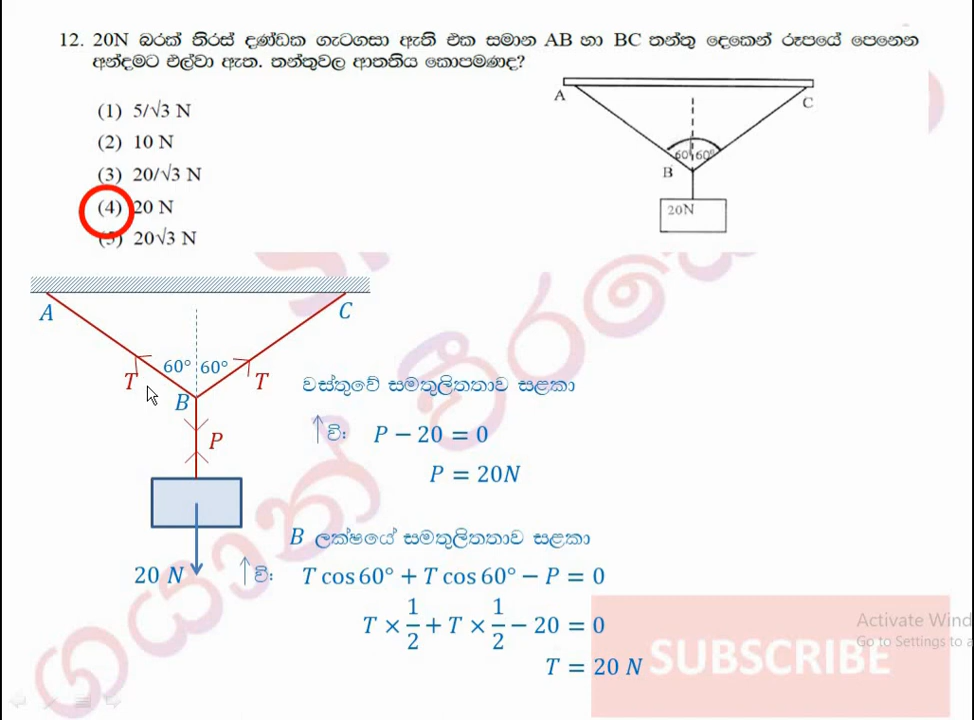 12. 20N බරක් තිරස් දණ්ඩක ගැටගසා ඇති එක සමාන AB හා BC තන්තු දෙකෙන් රූපයේ පෙනෙන
අන්දමට එල්වා ඇත. තන්තුවල ආතතිය කොපමණද?
(1) 5/√3 N
(2) 10 N
(3) 20/√3 N
(4) 20 N
(5) 20√3 N
A
C
60° 60°
B
20N
A
C
60° 60°
T
T
B
P
20 N
වස්තුවේ සමතුලිතතාව සළකා
↑ වි: P − 20 = 0
P = 20N
B ලක්ෂයේ සමතුලිතතාව සළකා
↑ වි: T cos 60° + T cos 60° − P = 0
T × 1/2 + T × 1/2 − 20 = 0
T = 20 N
SUBSCRIBE
Activate Wind
Go to Settings to a